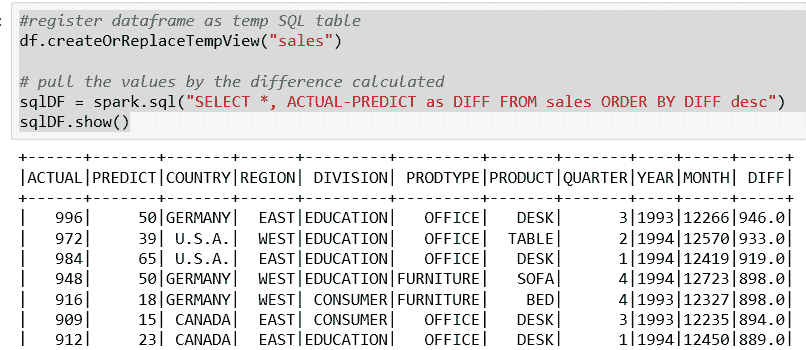 #register dataframe as temp SQL table
df.createOrReplaceTempView("sales")
# pull the values by the difference calculated
sqlDF = spark.sql("SELECT *, ACTUAL-PREDICT as DIFF FROM sales ORDER BY DIFF desc")
sqlDF.show()
+------+-------+-------+------+---------+---------+-------+-------+----+-----+-----+
|ACTUAL|PREDICT|COUNTRY|REGION| DIVISION| PRODTYPE|PRODUCT|QUARTER|YEAR|MONTH| DIFF|
+------+-------+-------+------+---------+---------+-------+-------+----+-----+-----+
|   996|     50|GERMANY|  EAST|EDUCATION|   OFFICE|   DESK|      3|1993|12266|946.0|
|   972|     39| U.S.A.|  WEST|EDUCATION|   OFFICE|  TABLE|      2|1994|12570|933.0|
|   984|     65| U.S.A.|  EAST|EDUCATION|   OFFICE|   DESK|      1|1994|12419|919.0|
|   948|     50|GERMANY|  WEST|EDUCATION|FURNITURE|   SOFA|      4|1994|12723|898.0|
|   916|     18|GERMANY|  WEST| CONSUMER|FURNITURE|    BED|      4|1993|12327|898.0|
|   909|     15| CANADA|  EAST| CONSUMER|   OFFICE|   DESK|      3|1993|12235|894.0|
|   912|     23| CANADA|  EAST|EDUCATION|   OFFICE|   DESK|      1|1994|12450|889.0|